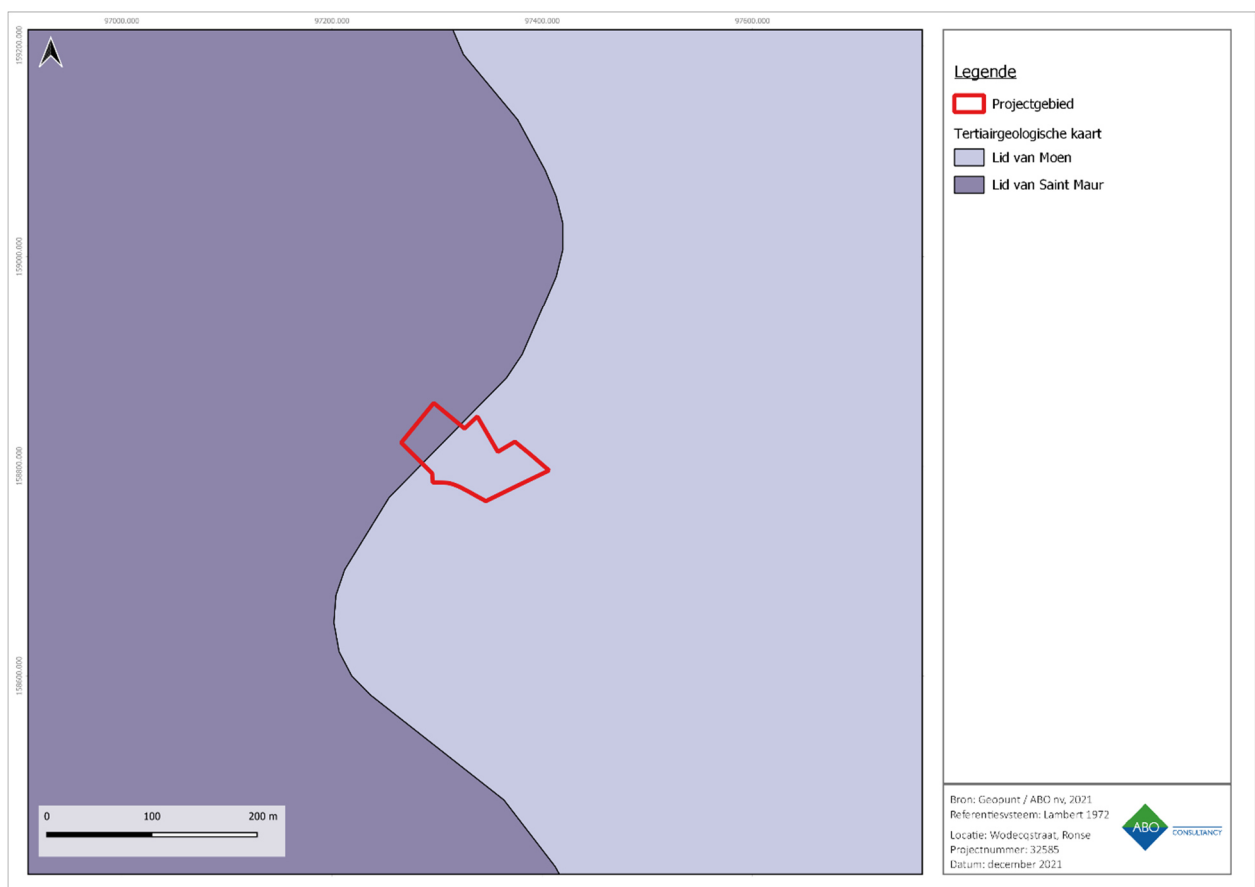 97000.000 97200.000 97400.000 97600.000
159200.000
159000.000
158800.000
158600.000
0 100 200 m
Legende
Projectgebied
Tertiairgeologische kaart
Lid van Moen
Lid van Saint Maur
Bron: Geopunt / ABO nv, 2021
Referentiesysteem: Lambert 1972
Locatie: Wodecqstraat, Ronse
Projectnummer: 32585
Datum: december 2021
ABO CONSULTANCY